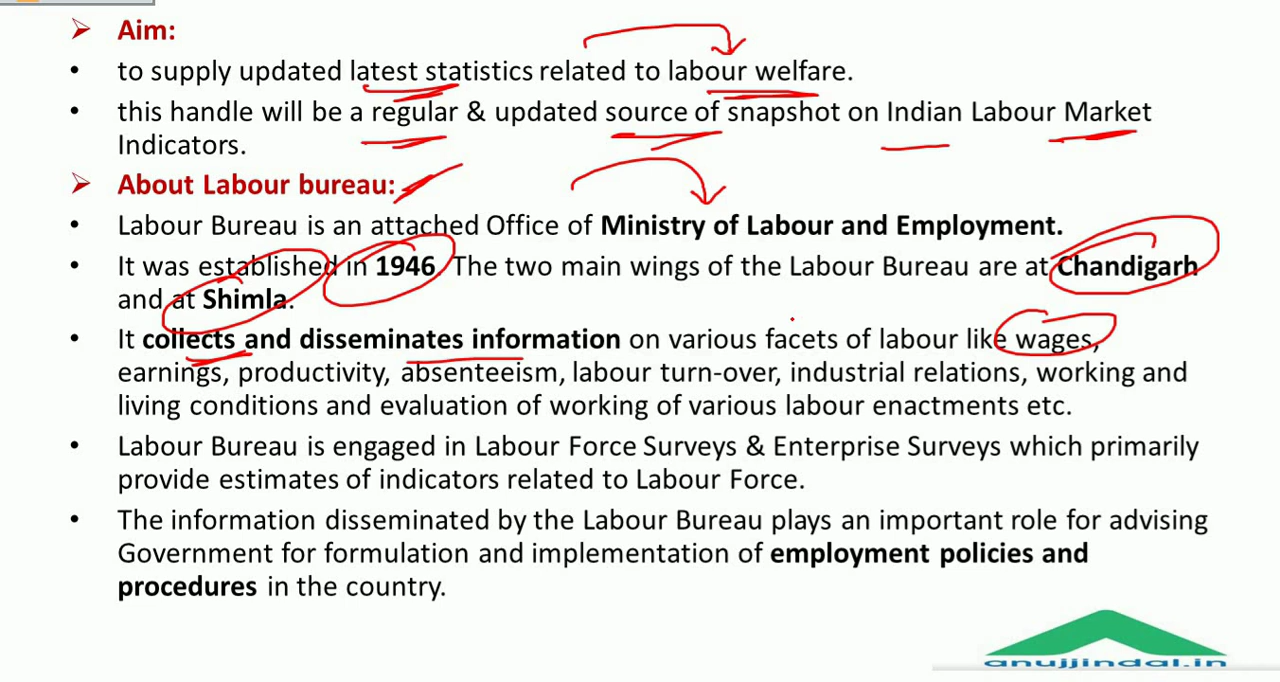 Aim:
to supply updated latest statistics related to labour welfare.
this handle will be a regular & updated source of snapshot on Indian Labour Market
Indicators.
About Labour bureau:
Labour Bureau is an attached Office of Ministry of Labour and Employment.
It was established in 1946. The two main wings of the Labour Bureau are at Chandigarh
and at Shimla.
It collects and disseminates information on various facets of labour like wages,
earnings, productivity, absenteeism, labour turn-over, industrial relations, working and
living conditions and evaluation of working of various labour enactments etc.
Labour Bureau is engaged in Labour Force Surveys & Enterprise Surveys which primarily
provide estimates of indicators related to Labour Force.
The information disseminated by the Labour Bureau plays an important role for advising
Government for formulation and implementation of employment policies and
procedures in the country.
anujjindal.in